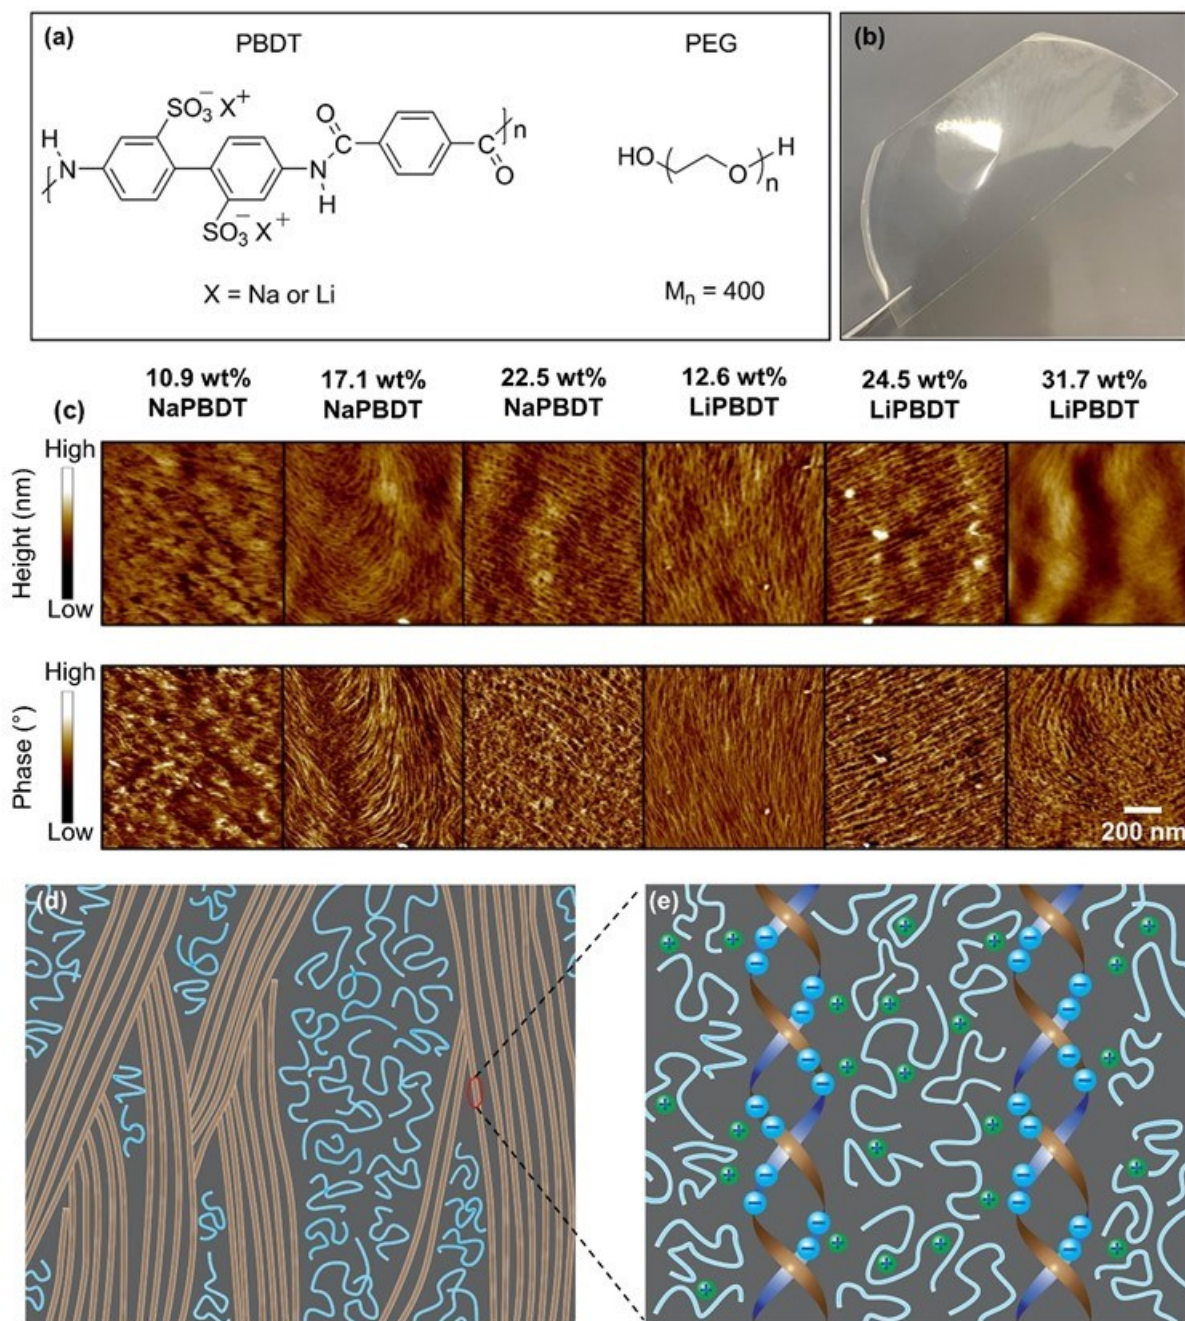 (a)
PBDT
PEG
SO₃⁻ X⁺
H
N
O
C
N
H
C
O
n
SO₃⁻ X⁺
HO
O
H
n
X = Na or Li
Mₙ = 400
(b)
(c)
10.9 wt%
NaPBDT
17.1 wt%
NaPBDT
22.5 wt%
NaPBDT
12.6 wt%
LiPBDT
24.5 wt%
LiPBDT
31.7 wt%
LiPBDT
High
Height (nm)
Low
High
Phase (°)
Low
200 nm
(d)
(e)